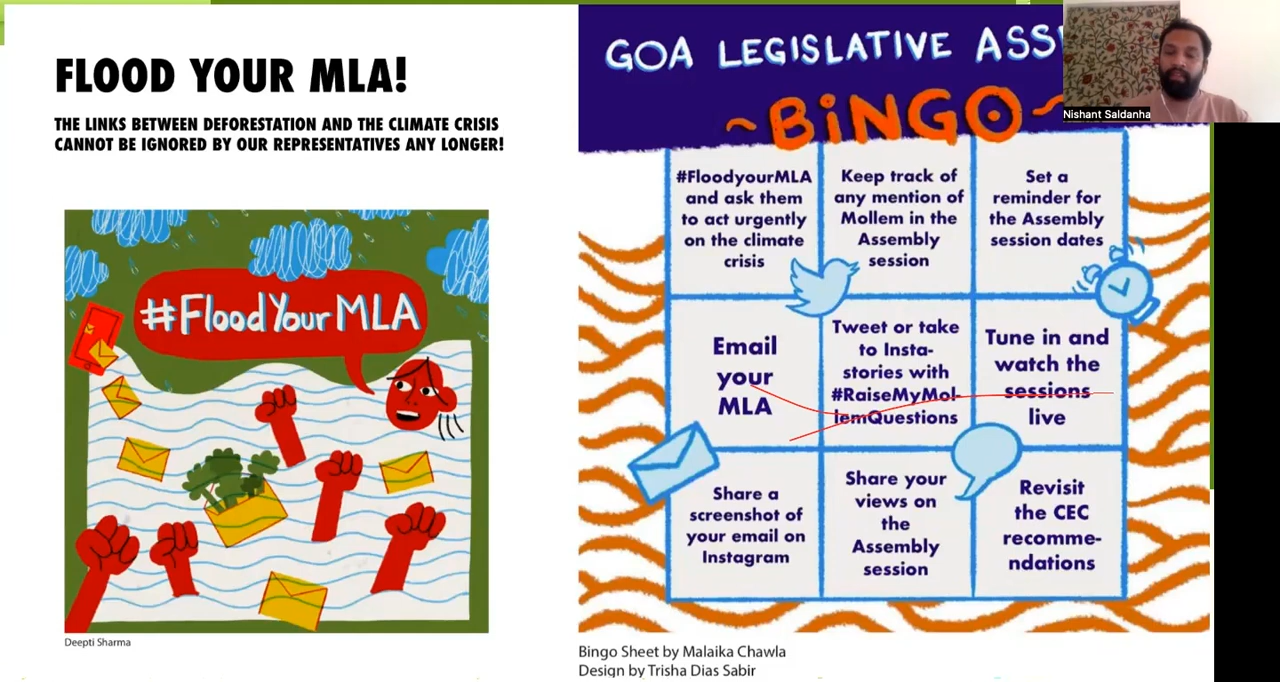 FLOOD YOUR MLA!
THE LINKS BETWEEN DEFORESTATION AND THE CLIMATE CRISIS
CANNOT BE IGNORED BY OUR REPRESENTATIVES ANY LONGER!
#FloodYourMLA
Deepti Sharma
GOA LEGISLATIVE ASS
~BiNGO~
#FloodyourMLA
and ask them
to act urgently
on the climate
crisis
Keep track of
any mention of
Mollem in the
Assembly
session
Set a
reminder for
the Assembly
session dates
Email
your
MLA
Tweet or take
to Insta-
stories with
#RaiseMyMol-
lemQuestions
Tune in and
watch the
sessions
live
Share a
screenshot of
your email on
Instagram
Share your
views on
the
Assembly
session
Revisit
the CEC
recomme-
ndations
Bingo Sheet by Malaika Chawla
Design by Trisha Dias Sabir
Nishant Saldanha